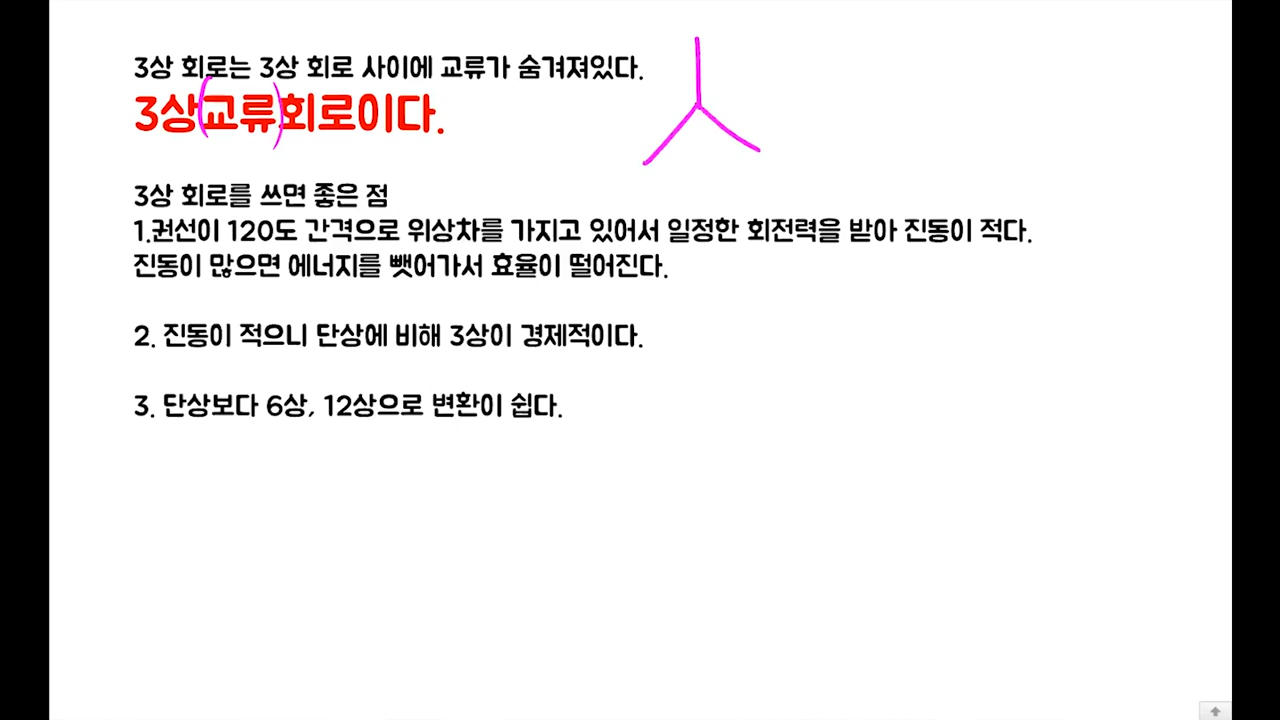 3상 회로는 3상 회로 사이에 교류가 숨겨져있다.
3상(교류)회로이다.
3상 회로를 쓰면 좋은 점
1.권선이 120도 간격으로 위상차를 가지고 있어서 일정한 회전력을 받아 진동이 적다.
진동이 많으면 에너지를 뺏어가서 효율이 떨어진다.
2. 진동이 적으니 단상에 비해 3상이 경제적이다.
3. 단상보다 6상, 12상으로 변환이 쉽다.